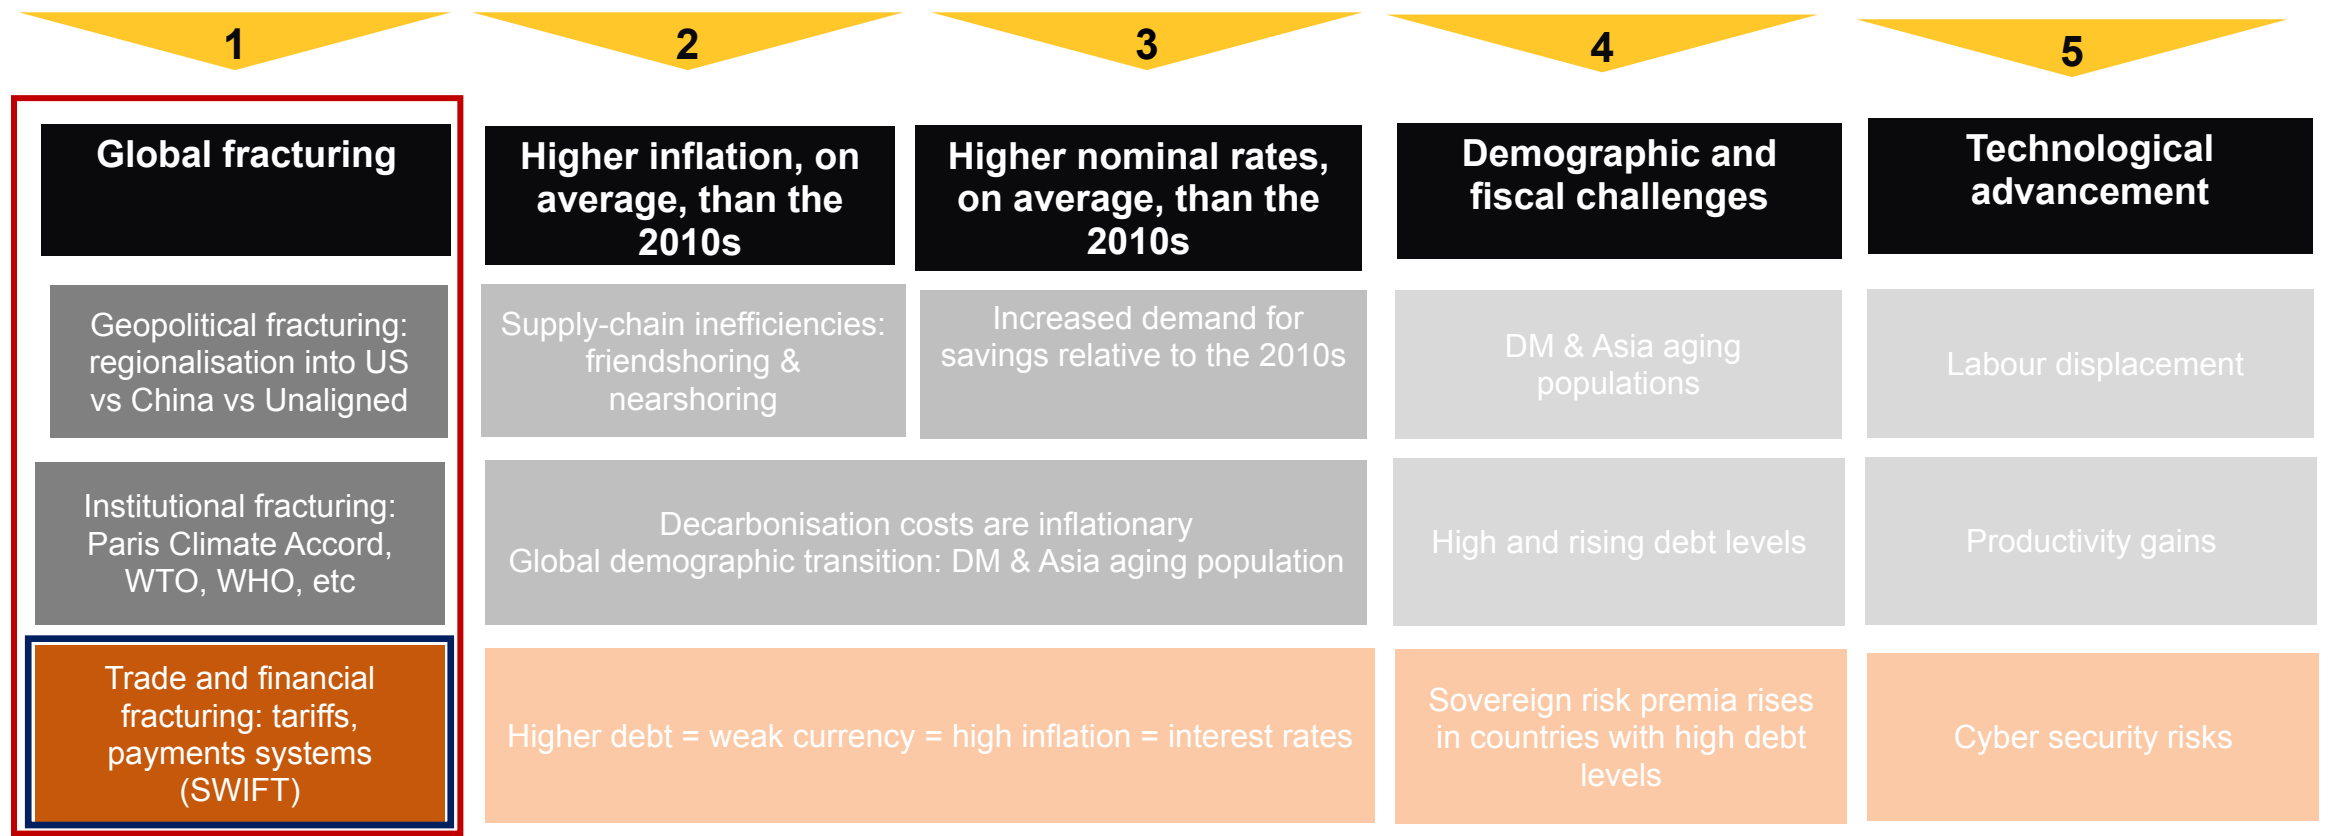 1
2
3
4
5
Global fracturing
Higher inflation, on
average, than the
2010s
Higher nominal rates,
on average, than the
2010s
Demographic and
fiscal challenges
Technological
advancement
Geopolitical fracturing:
regionalisation into US
vs China vs Unaligned
Supply-chain inefficiencies:
friendshoring &
nearshoring
Increased demand for
savings relative to the 2010s
DM & Asia aging
populations
Labour displacement
Institutional fracturing:
Paris Climate Accord,
WTO, WHO, etc
Decarbonisation costs are inflationary
Global demographic transition: DM & Asia aging population
High and rising debt levels
Productivity gains
Trade and financial
fracturing: tariffs,
payments systems
(SWIFT)
Higher debt = weak currency = high inflation = interest rates
Sovereign risk premia rises
in countries with high debt
levels
Cyber security risks